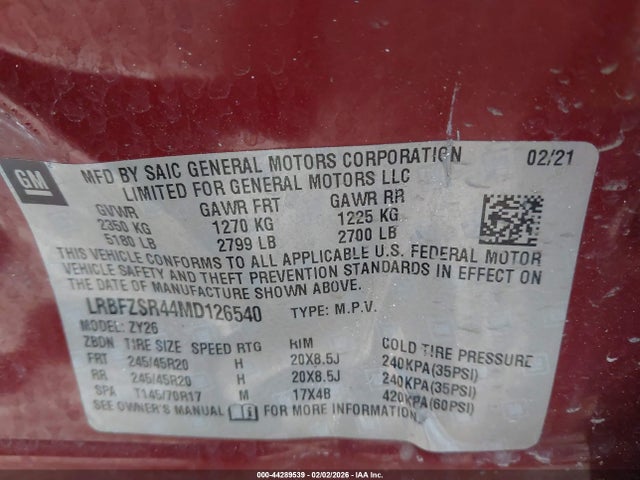 GM
MFD BY SAIC GENERAL MOTORS CORPORATION 02/21
LIMITED FOR GENERAL MOTORS LLC
GVWR GAWR FRT GAWR RR
2350 KG 1270 KG 1225 KG
5180 LB 2799 LB 2700 LB
THIS VEHICLE CONFORMS TO ALL APPLICABLE U.S. FEDERAL MOTOR
VEHICLE SAFETY AND THEFT PREVENTION STANDARDS IN EFFECT ON
THE DATE OF MANUFACTURE SHOWN ABOVE.
LRBFZSR44MD126540 TYPE: M.P.V.
MODEL: ZY26
ZBDN TIRE SIZE SPEED RTG RIM COLD TIRE PRESSURE
FRT 245/45R20 H 20X8.5J 240KPA(35PSI)
RR 245/45R20 H 20X8.5J 240KPA(35PSI)
SPA T145/70R17 M 17X4B 420KPA(60PSI)
SEE OWNER'S MANUAL FOR MORE INFORMATION.
000-44289539 - 02/02/2026 - IAA Inc.